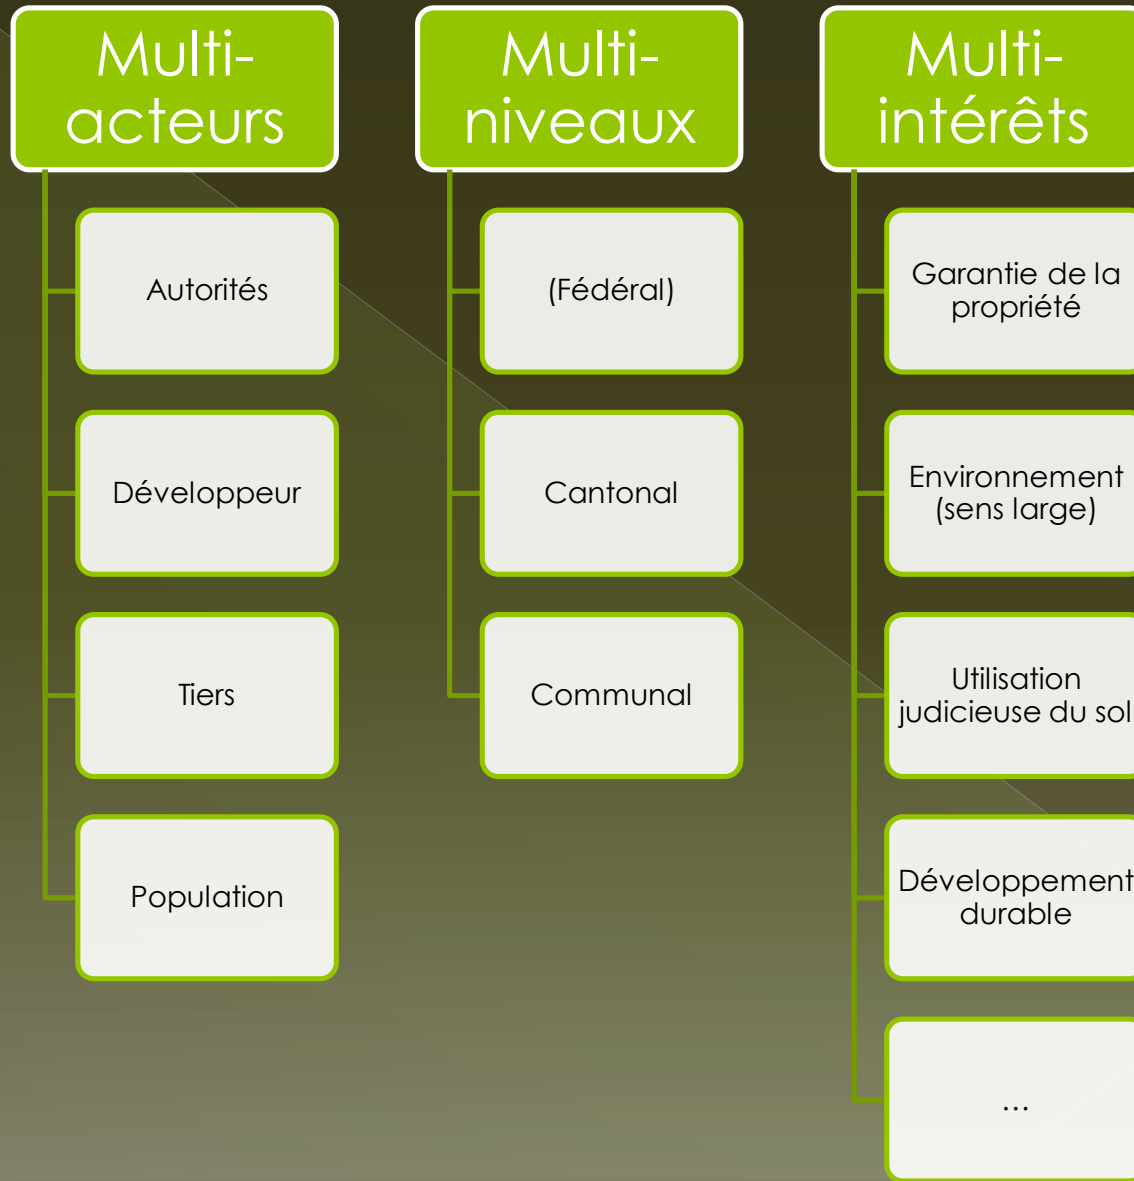 Multi-
acteurs
Autorités
Développeur
Tiers
Population
Multi-
niveaux
(Fédéral)
Cantonal
Communal
Multi-
intérêts
Garantie de la
propriété
Environnement
(sens large)
Utilisation
judicieuse du sol
Développement
durable
…